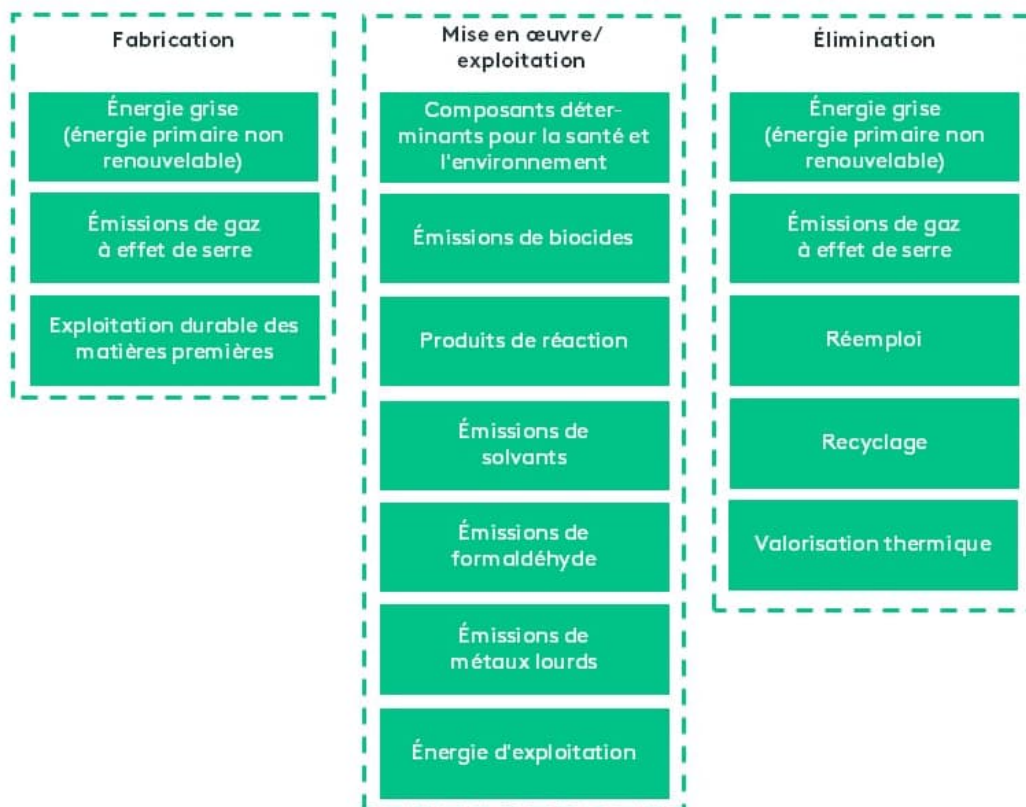 Fabrication
Énergie grise
(énergie primaire non
renouvelable)
Émissions de gaz
à effet de serre
Exploitation durable des
matières premières
Mise en œuvre/
exploitation
Composants déter-
minants pour la santé et
l'environnement
Émissions de biocides
Produits de réaction
Émissions de
solvants
Émissions de
formaldéhyde
Émissions de
métaux lourds
Énergie d'exploitation
Élimination
Énergie grise
(énergie primaire non
renouvelable)
Émissions de gaz
à effet de serre
Réemploi
Recyclage
Valorisation thermique